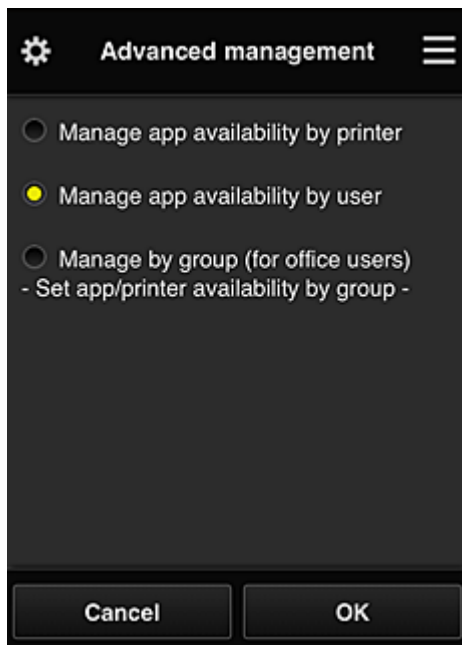 Advanced management
Manage app availability by printer
Manage app availability by user
Manage by group (for office users)
- Set app/printer availability by group -
Cancel
OK